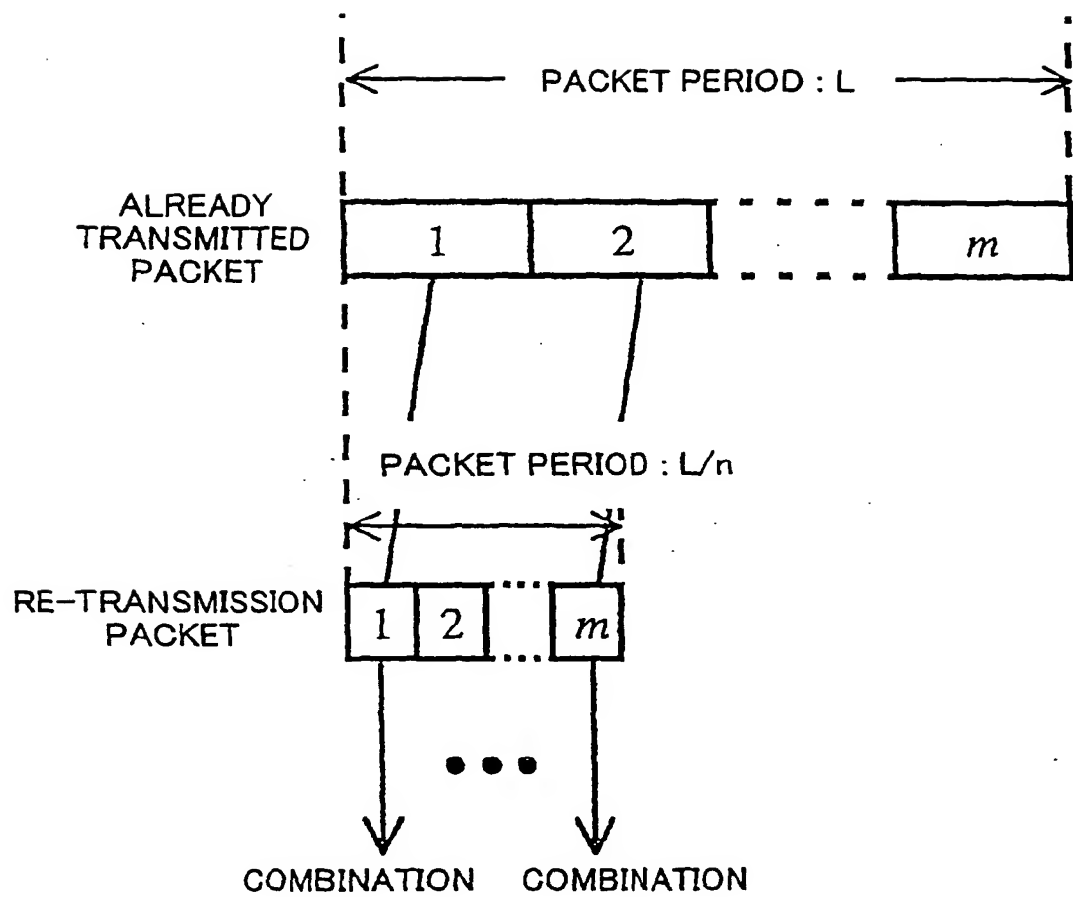 PACKET PERIOD : L
ALREADY
TRANSMITTED
PACKET
1 2 m
PACKET PERIOD : L/n
RE-TRANSMISSION
PACKET
1 2 m
COMBINATION COMBINATION